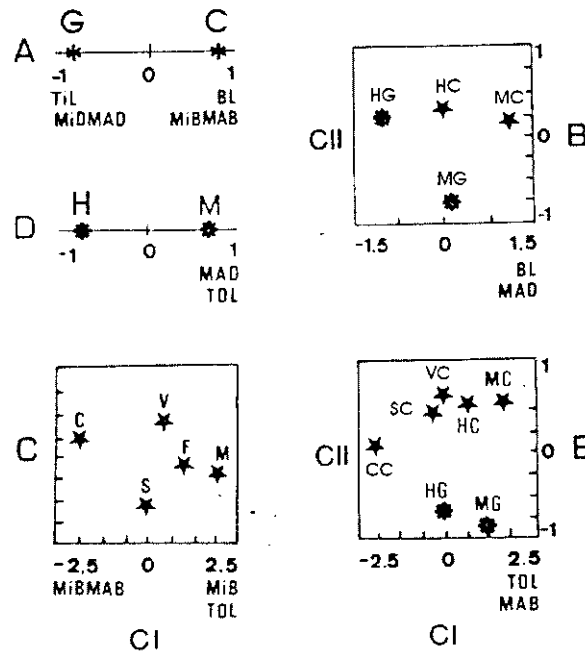 G C
A
-1 0 1
TiL BL
MiDMAD MiBMAB
H M
D
-1 0 1
MAD
TOL
1
HG HC MC
CII 0 B
MG
-1
-1.5 0 1.5
BL
MAD
C V
C F M
S
-2.5 0 2.5
MiBMAB MiB
TOL
CI
1
VC MC
SC HC
CII 0 E
CC
HG MG
-1
-2.5 0 2.5
TOL
MAB
CI